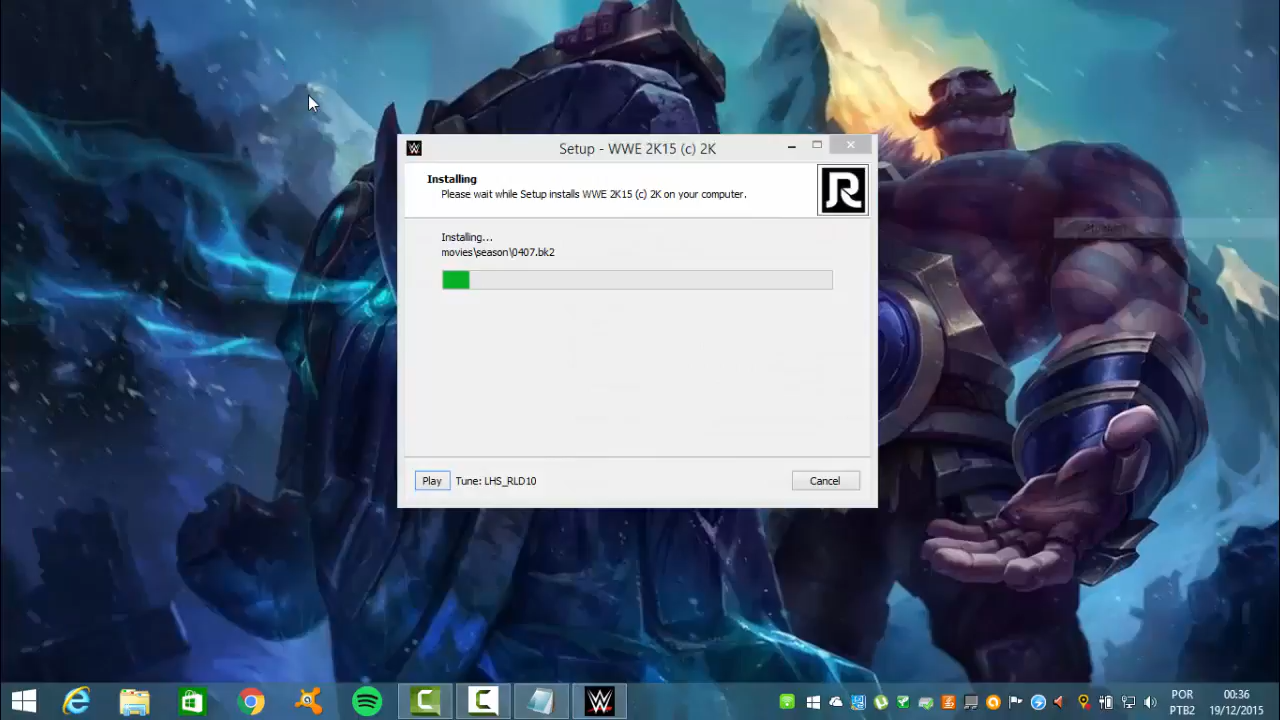 Setup - WWE 2K15 (c) 2K
Installing
Please wait while Setup installs WWE 2K15 (c) 2K on your computer.
Installing...
movies\season\0407.bk2
Play
Tune: LHS_RLD10
Cancel
POR
PTB2
00:36
19/12/2015